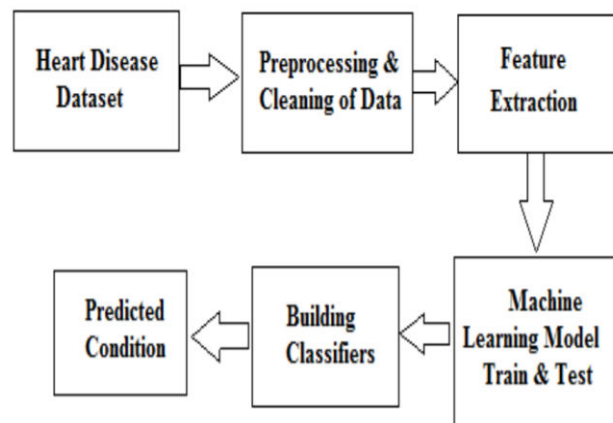 Heart Disease
Dataset
Preprocessing &
Cleaning of Data
Feature
Extraction
Machine
Learning Model
Train & Test
Building
Classifiers
Predicted
Condition